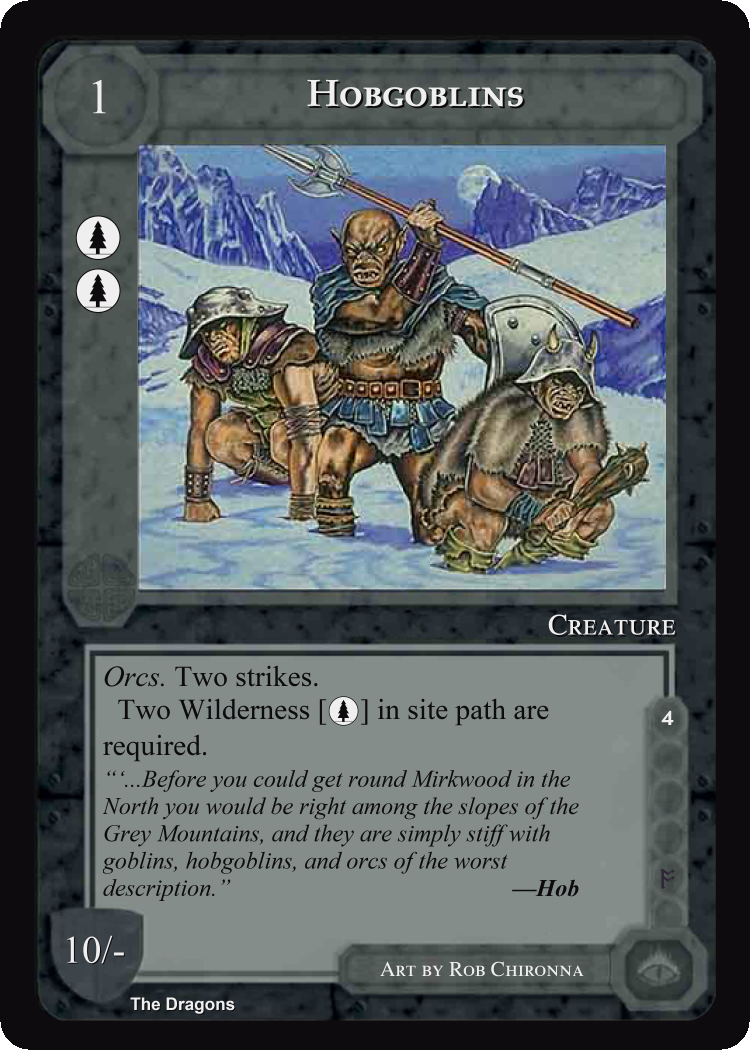 1
HOBGOBLINS
CREATURE
Orcs. Two strikes.
Two Wilderness [ ] in site path are
required.
“‘...Before you could get round Mirkwood in the
North you would be right among the slopes of the
Grey Mountains, and they are simply stiff with
goblins, hobgoblins, and orcs of the worst
description.” —Hob
4
10/-
ART BY ROB CHIRONNA
The Dragons